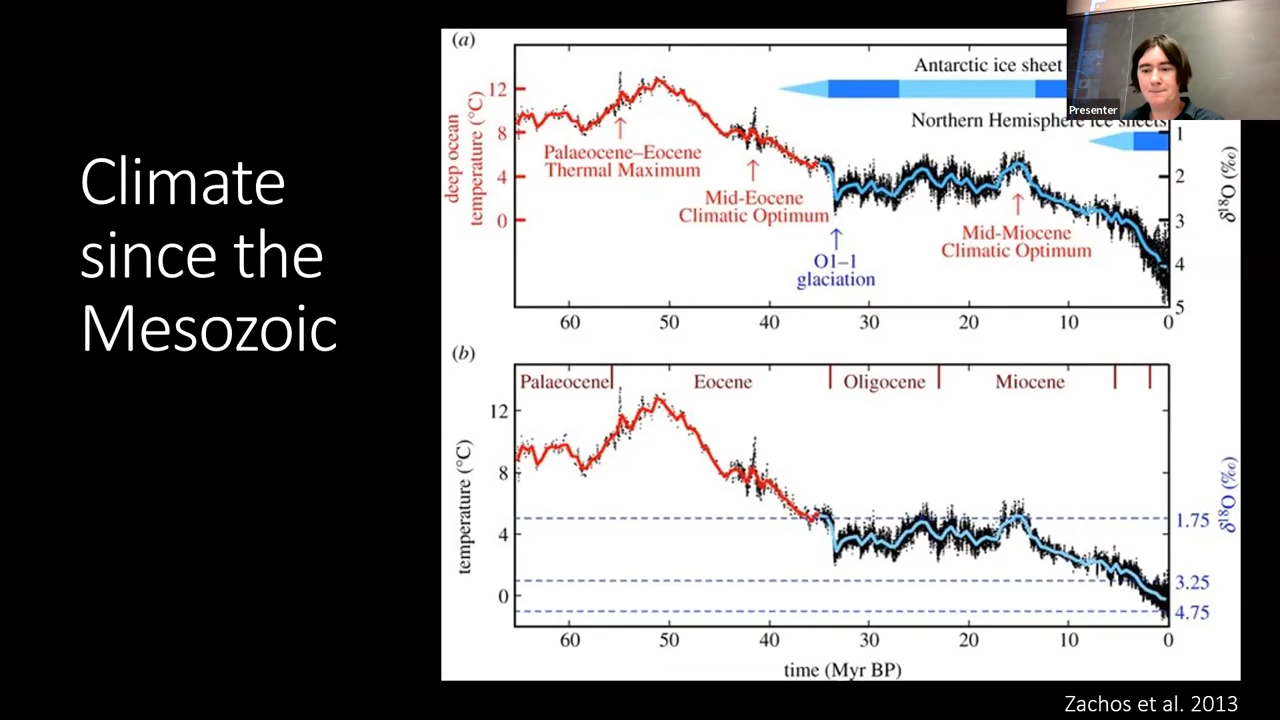 Climate
since the
Mesozoic
(a)
Antarctic ice sheet
Presenter
Northern Hemisphere ice sheets
deep ocean
temperature (°C)
12
8
4
0
Palaeocene–Eocene
Thermal Maximum
Mid-Eocene
Climatic Optimum
O1–1
glaciation
Mid-Miocene
Climatic Optimum
1
2
3
4
5
δ18O (‰)
60 50 40 30 20 10 0
(b)
Palaeocene Eocene Oligocene Miocene
temperature (°C)
12
8
4
0
1.75
3.25
4.75
δ18O (‰)
60 50 40 30 20 10 0
time (Myr BP)
Zachos et al. 2013